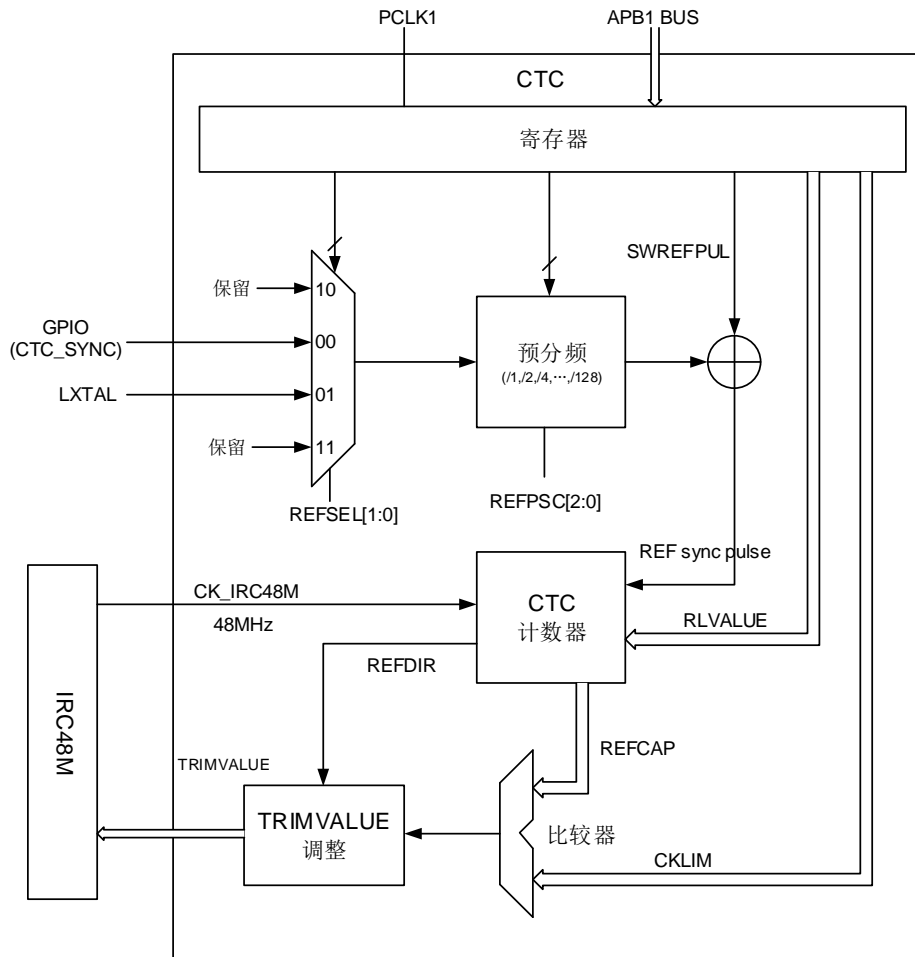 PCLK1
APB1 BUS
CTC
寄存器
SWREFPUL
保留
10
GPIO
(CTC_SYNC)
00
预分频
(/1,/2,/4,…,/128)
LXTAL
01
保留
11
REFSEL[1:0]
REFPSC[2:0]
REF sync pulse
CK_IRC48M
48MHz
CTC
计数器
RLVALUE
REFDIR
IRC48M
REFCAP
TRIMVALUE
TRIMVALUE
调整
比较器
CKLIM